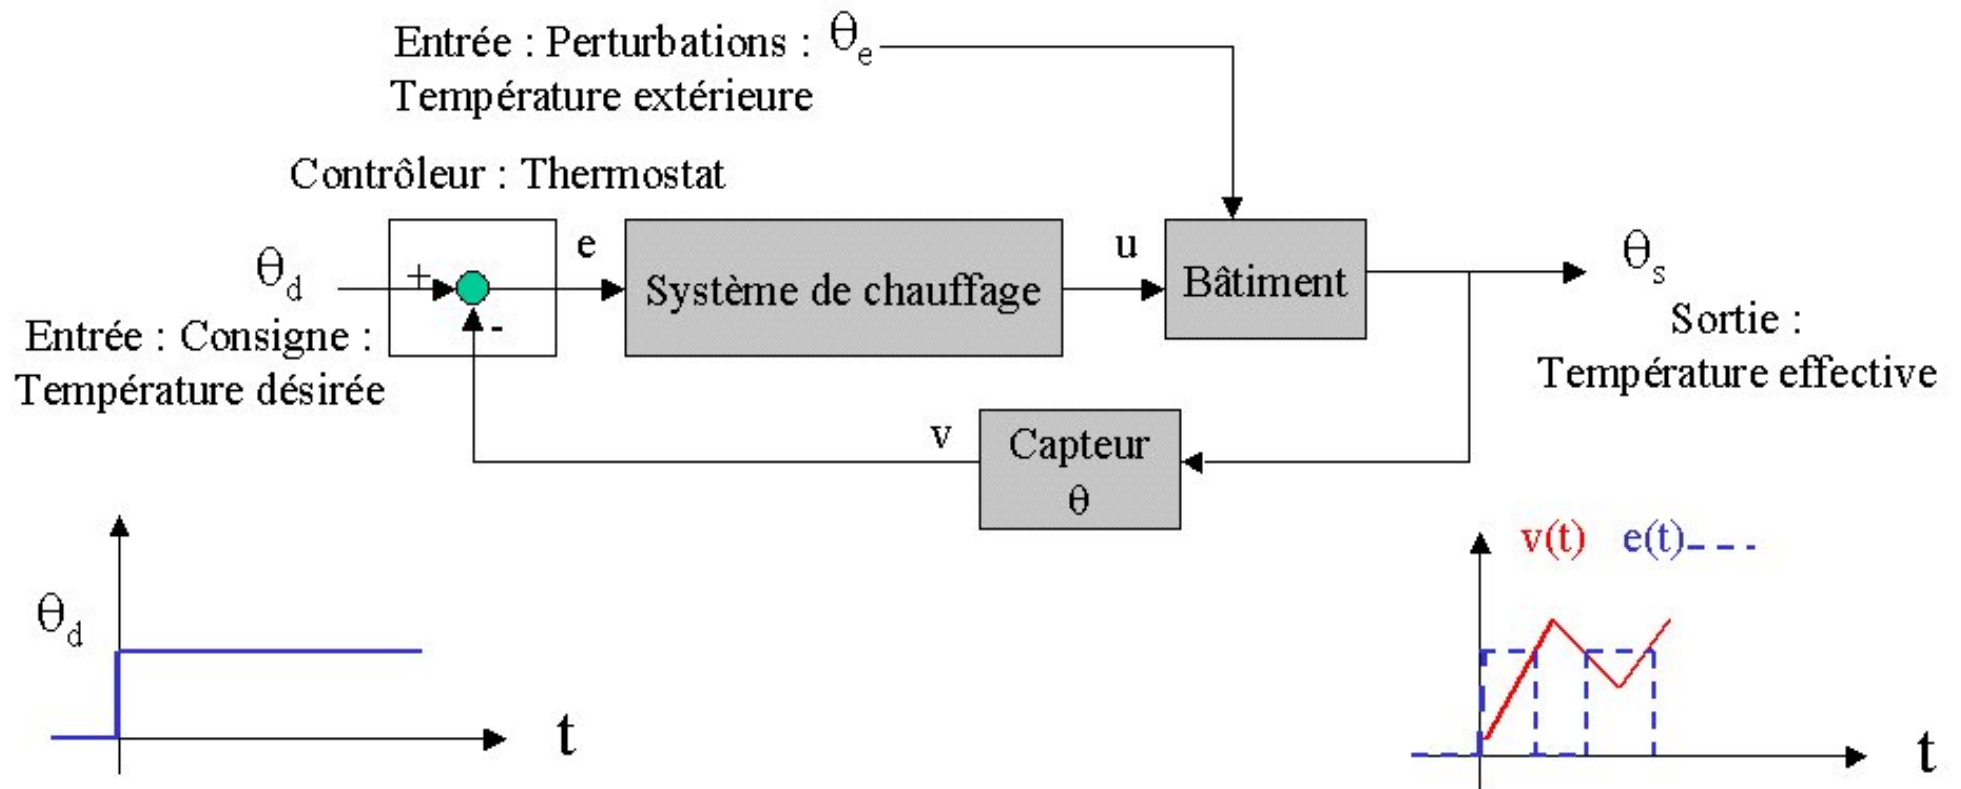 Entrée : Perturbations : θe
Température extérieure
Contrôleur : Thermostat
θd
+
-
e
Système de chauffage
u
Bâtiment
θs
Entrée : Consigne :
Température désirée
Sortie :
Température effective
v
Capteur
θ
θd
t
v(t) e(t)
t